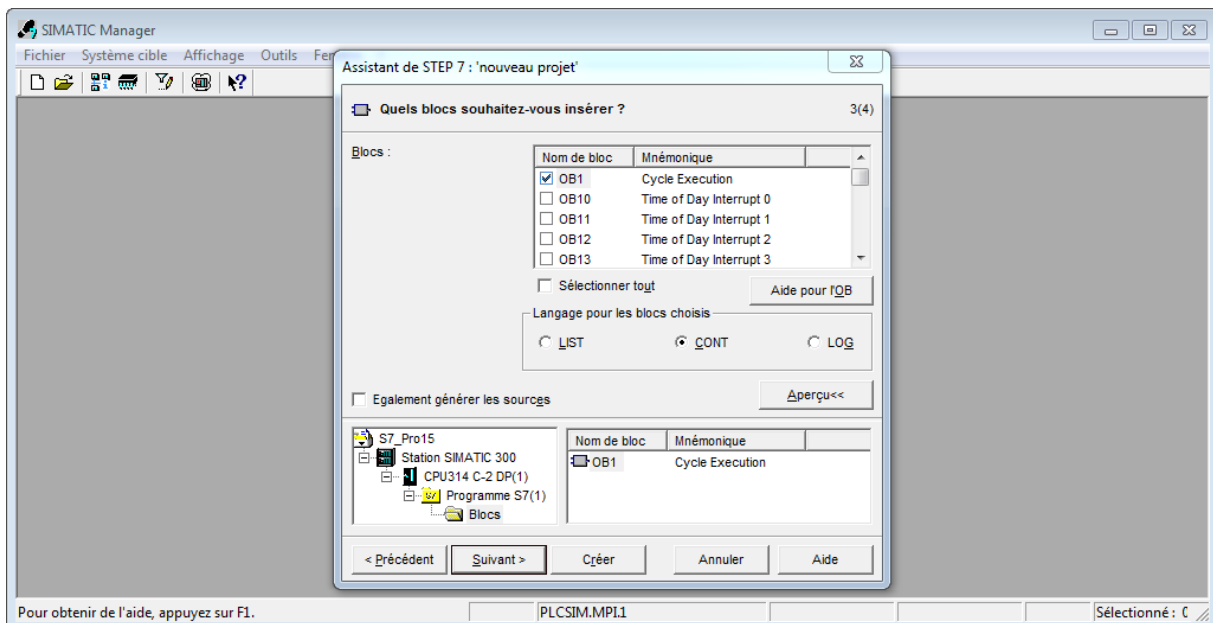 SIMATIC Manager
Fichier Système cible Affichage Outils
Assistant de STEP 7 : 'nouveau projet'
Quels blocs souhaitez-vous insérer ? 3(4)
Blocs :
Nom de bloc Mnémonique
OB1 Cycle Execution
OB10 Time of Day Interrupt 0
OB11 Time of Day Interrupt 1
OB12 Time of Day Interrupt 2
OB13 Time of Day Interrupt 3
Sélectionner tout
Aide pour l'OB
Langage pour les blocs choisis
LIST CONT LOG
Egalement générer les sources
Aperçu<<
S7_Pro15
Station SIMATIC 300
CPU314 C-2 DP(1)
Programme S7(1)
Blocs
Nom de bloc Mnémonique
OB1 Cycle Execution
< Précédent Suivant > Créer Annuler Aide
Pour obtenir de l'aide, appuyez sur F1. PLCSIM.MPI.1 Sélectionné :